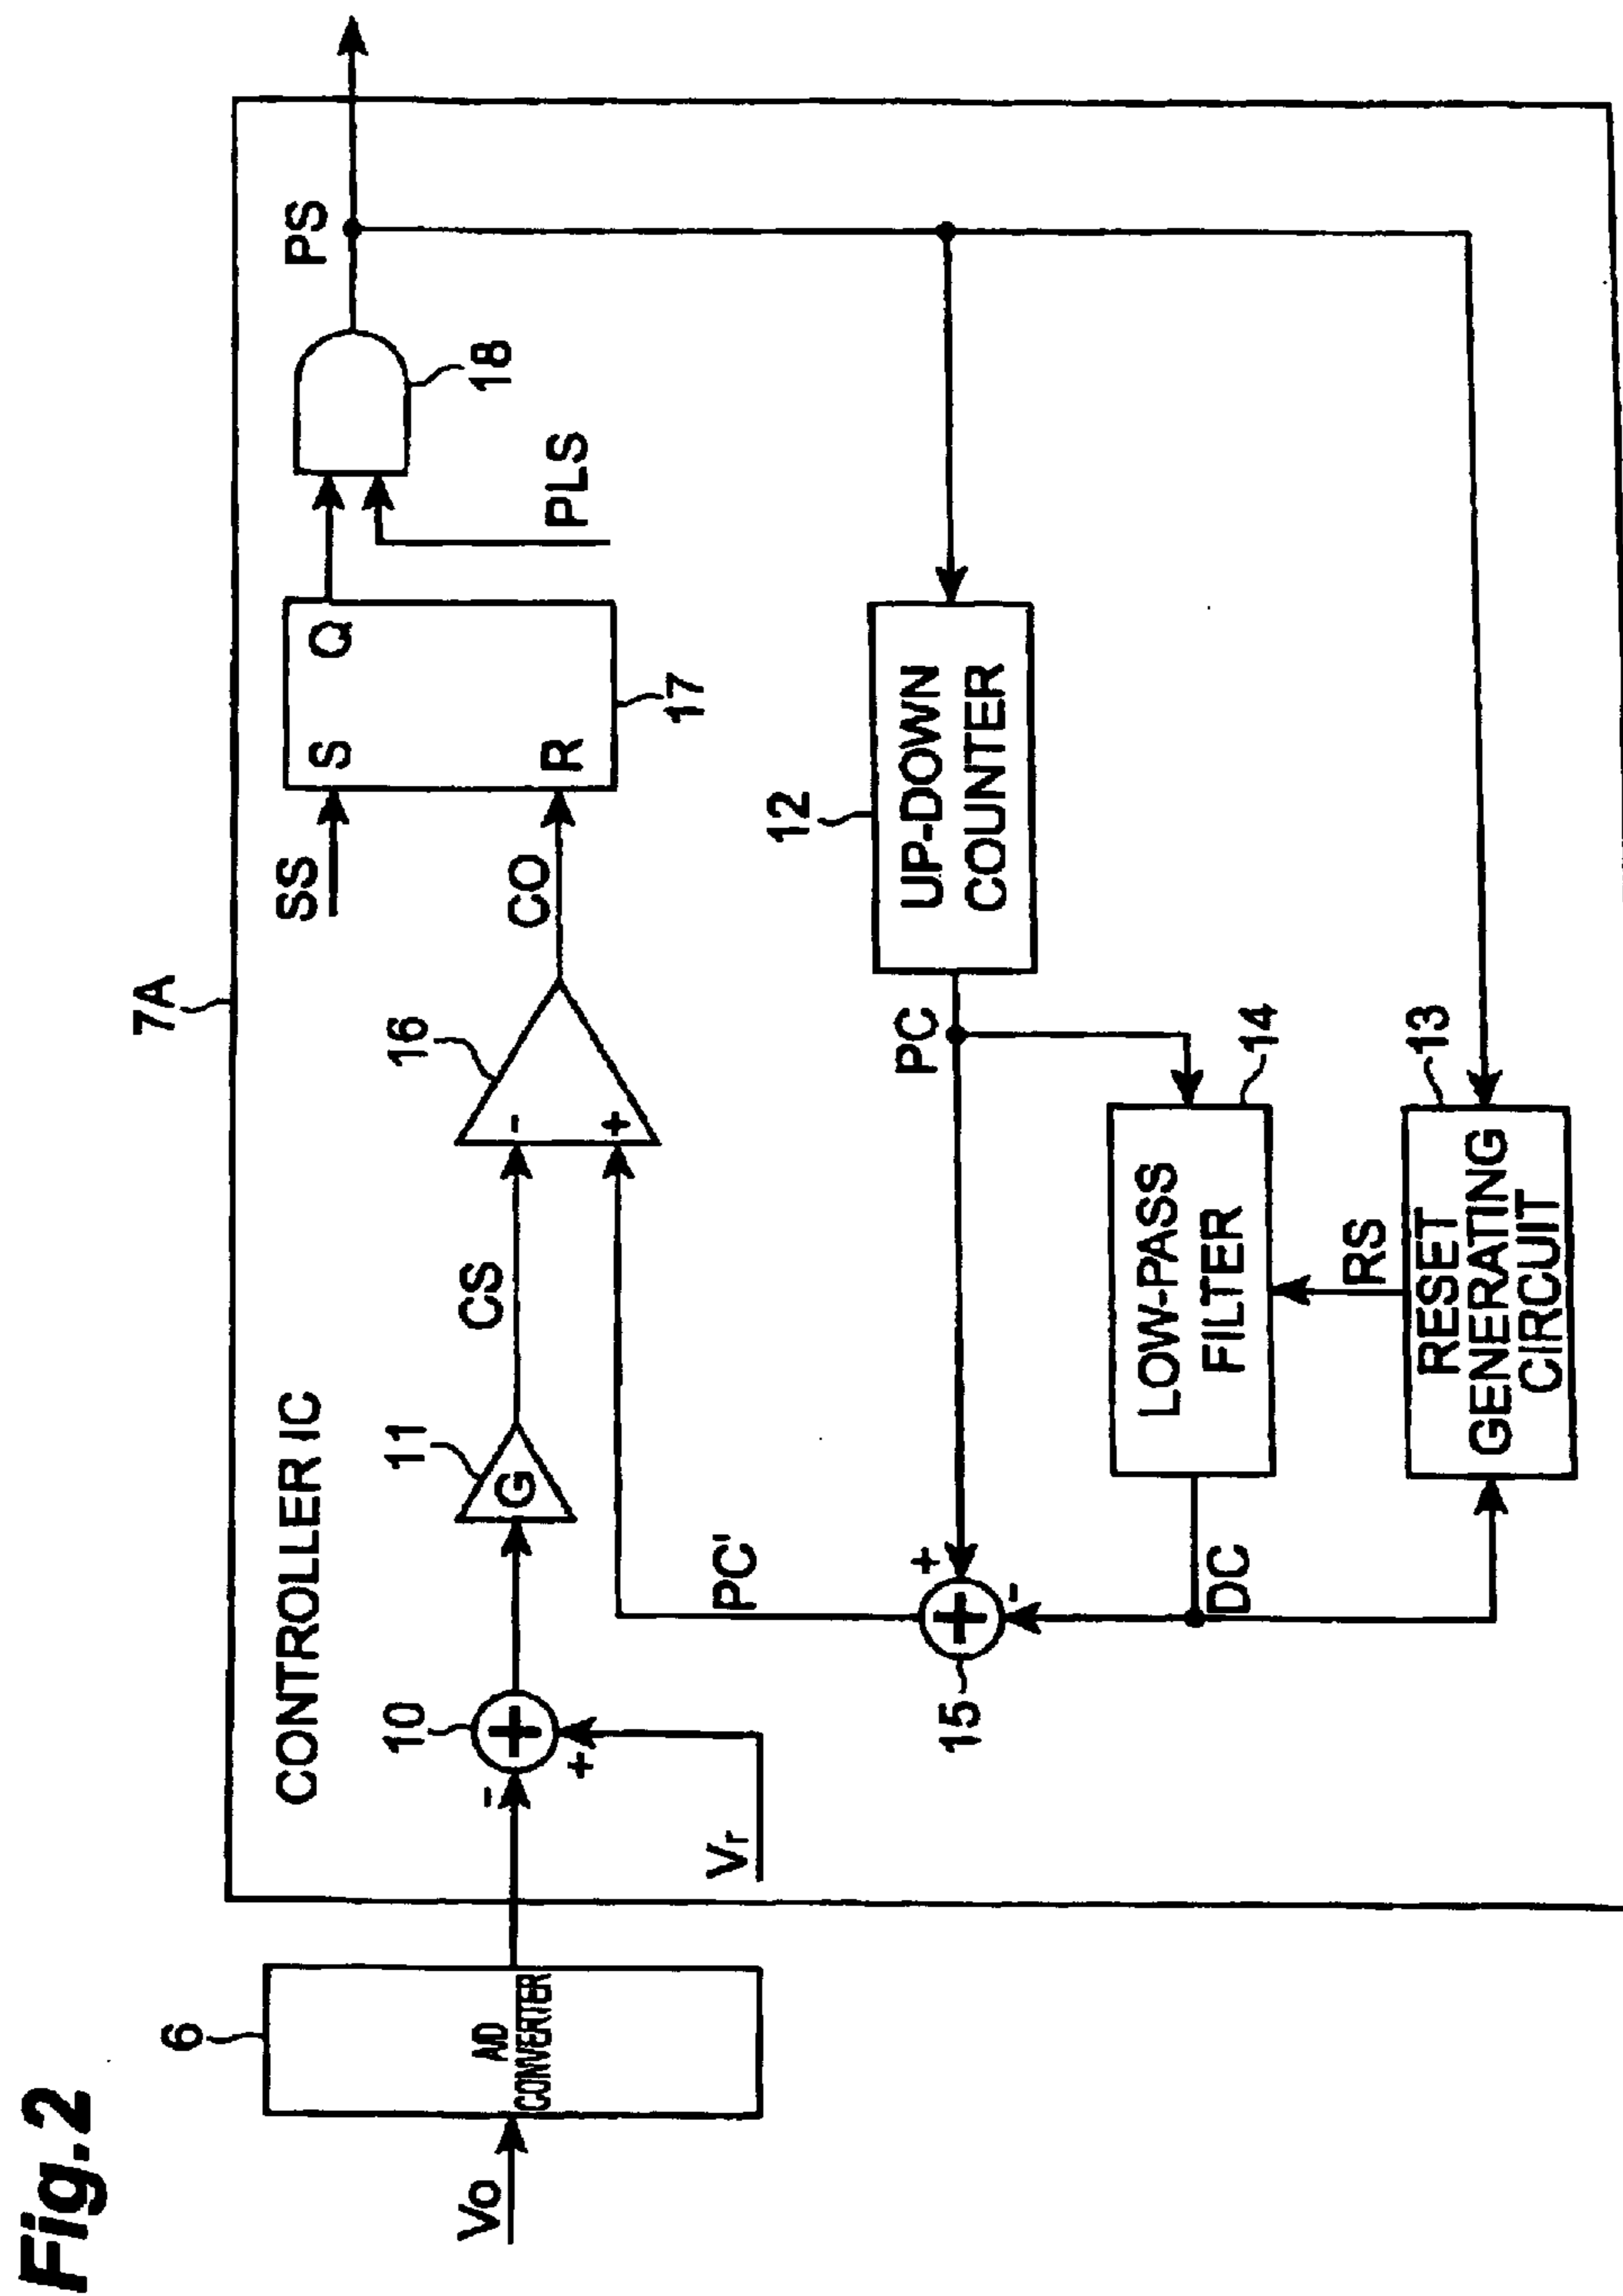 Fig.2
7A
CONTROLLER IC
6
Vo
A/D
CONVERTER
10
-
+
Vr
11
G
CS
16
-
+
CO
SS
S
Q
R
17
PLS
18
PS
PC'
15
+
-
DC
PC
12
UP-DOWN
COUNTER
LOW-PASS
FILTER
14
RS
RESET
GENERATING
CIRCUIT
13